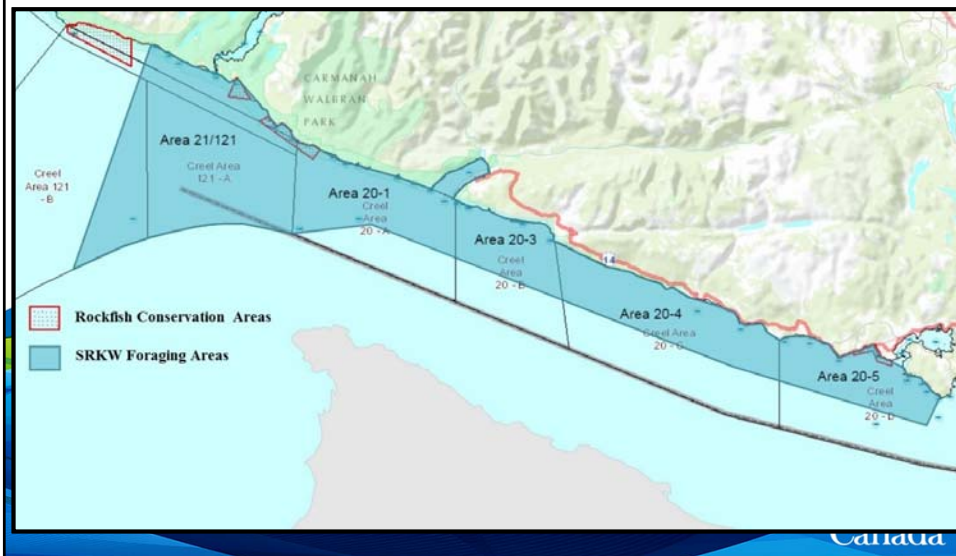 CARMANAH
WALBRAN
PARK
Area 21/121
Creel Area
121 - A
Creel
Area 121
- B
Area 20-1
Creel
Area
20 - A
Area 20-3
Creel
Area
20 - B
14
Area 20-4
Creel Area
20 - C
Area 20-5
Creel
Area
20 - D
Rockfish Conservation Areas
SRKW Foraging Areas
Canada